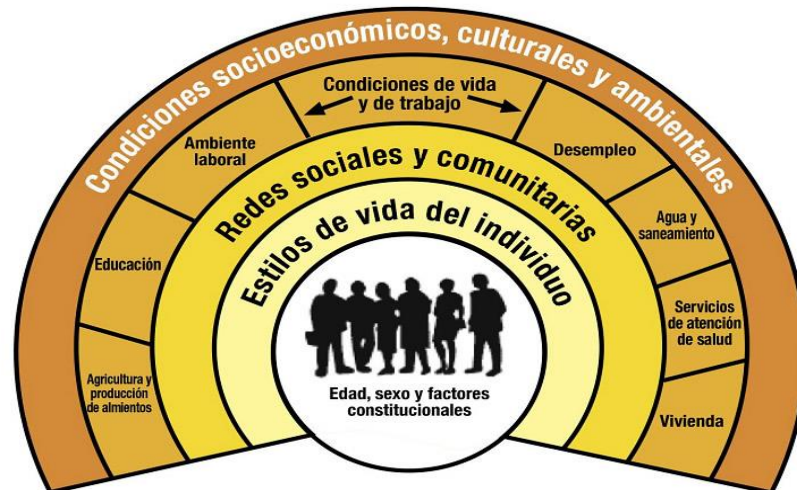 Condiciones socioeconómicos, culturales y ambientales
Condiciones de vida
y de trabajo
Ambiente
laboral
Desempleo
Redes sociales y comunitarias
Educación
Agua y
saneamiento
Estilos de vida del individuo
Servicios
de atención
de salud
Agricultura y
producción
de almientos
Edad, sexo y factores
constitucionales
Vivienda